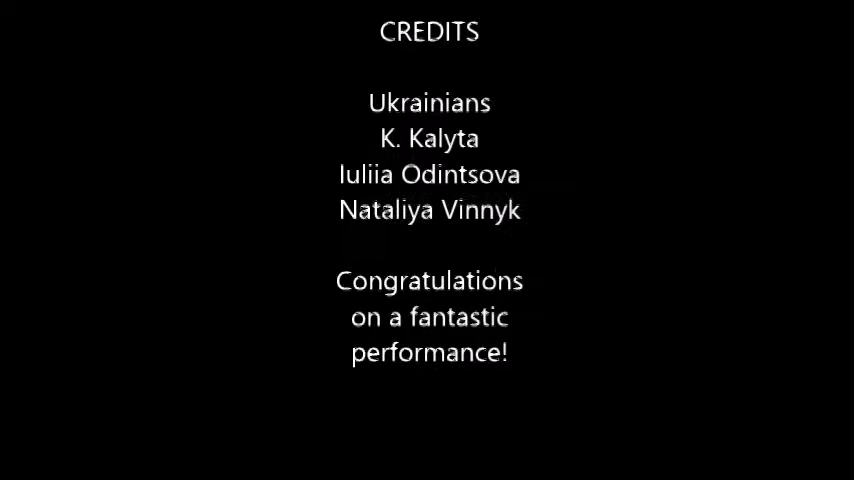 CREDITS
Ukrainians
K. Kalyta
Iuliia Odintsova
Nataliya Vinnyk
Congratulations
on a fantastic
performance!